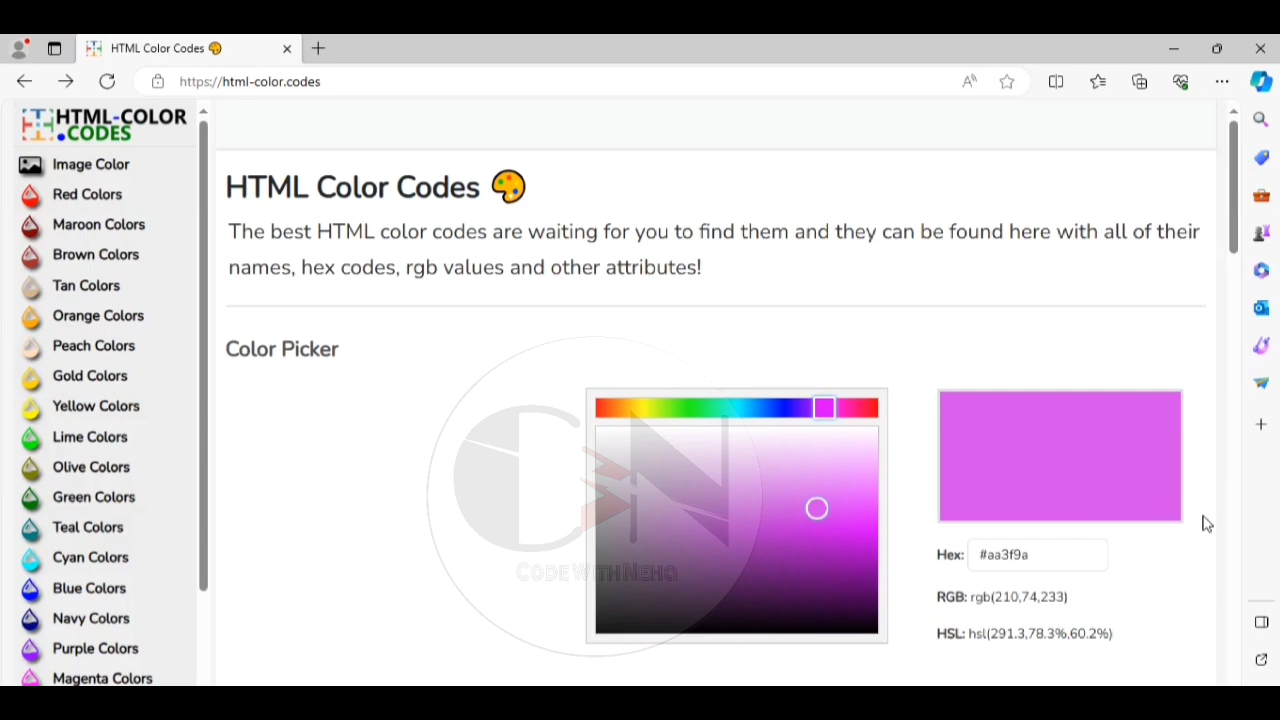 HTML Color Codes
https://html-color.codes
HTML-COLOR
.CODES
Image Color
Red Colors
Maroon Colors
Brown Colors
Tan Colors
Orange Colors
Peach Colors
Gold Colors
Yellow Colors
Lime Colors
Olive Colors
Green Colors
Teal Colors
Cyan Colors
Blue Colors
Navy Colors
Purple Colors
Magenta Colors
HTML Color Codes
The best HTML color codes are waiting for you to find them and they can be found here with all of their
names, hex codes, rgb values and other attributes!
Color Picker
Hex: #aa3f9a
RGB: rgb(210,74,233)
HSL: hsl(291.3,78.3%,60.2%)
CN
CodeWithNeha